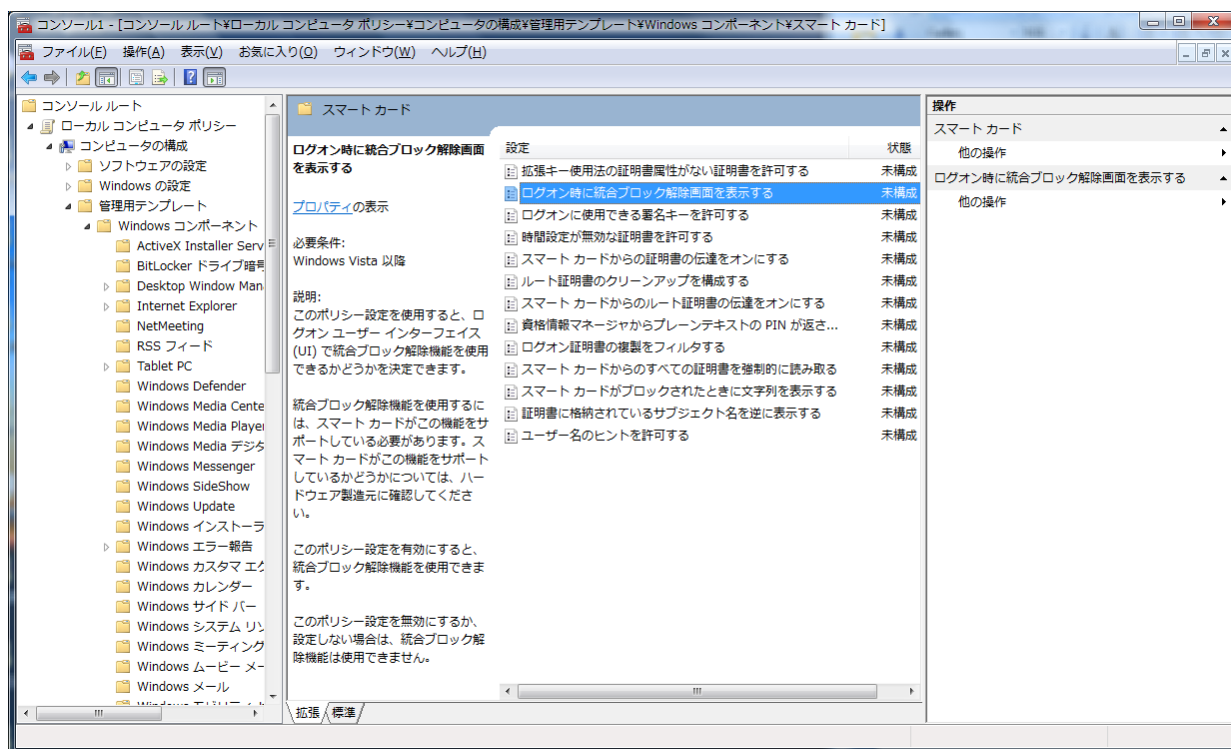 コンソール1 - [コンソール ルート¥ローカル コンピュータ ポリシー¥コンピュータの構成¥管理用テンプレート¥Windows コンポーネント¥スマート カード]
ファイル(F) 操作(A) 表示(V) お気に入り(O) ウィンドウ(W) ヘルプ(H)
コンソール ルート
ローカル コンピュータ ポリシー
コンピュータの構成
ソフトウェアの設定
Windows の設定
管理用テンプレート
Windows コンポーネント
ActiveX Installer Serv
BitLocker ドライブ暗号
Desktop Window Man
Internet Explorer
NetMeeting
RSS フィード
Tablet PC
Windows Defender
Windows Media Cente
Windows Media Player
Windows Media デジタ
Windows Messenger
Windows SideShow
Windows Update
Windows インストーラ
Windows エラー報告
Windows カスタマ エク
Windows カレンダー
Windows サイド バー
Windows システム リソ
Windows ミーティング
Windows ムービー メー
Windows メール
スマート カード
ログオン時に統合ブロック解除画面
を表示する
プロパティの表示
必要条件:
Windows Vista 以降
説明:
このポリシー設定を使用すると、ロ
グオン ユーザー インターフェイス
(UI) で統合ブロック解除機能を使用
できるかどうかを決定できます。
統合ブロック解除機能を使用するに
は、スマート カードがこの機能をサ
ポートしている必要があります。ス
マート カードがこの機能をサポート
しているかどうかについては、ハー
ドウェア製造元に確認してくださ
い。
このポリシー設定を有効にすると、
統合ブロック解除機能を使用できま
す。
このポリシー設定を無効にするか、
設定しない場合は、統合ブロック解
除機能は使用できません。
設定 状態
拡張キー使用法の証明書属性がない証明書を許可する 未構成
ログオン時に統合ブロック解除画面を表示する 未構成
ログオンに使用できる署名キーを許可する 未構成
時間設定が無効な証明書を許可する 未構成
スマート カードからの証明書の伝達をオンにする 未構成
ルート証明書のクリーンアップを構成する 未構成
スマート カードからのルート証明書の伝達をオンにする 未構成
資格情報マネージャからプレーンテキストの PIN が返さ... 未構成
ログオン証明書の複製をフィルタする 未構成
スマート カードからのすべての証明書を強制的に読み取る 未構成
スマート カードがブロックされたときに文字列を表示する 未構成
証明書に格納されているサブジェクト名を逆に表示する 未構成
ユーザー名のヒントを許可する 未構成
拡張 標準
操作
スマート カード
他の操作
ログオン時に統合ブロック解除画面を表示する
他の操作